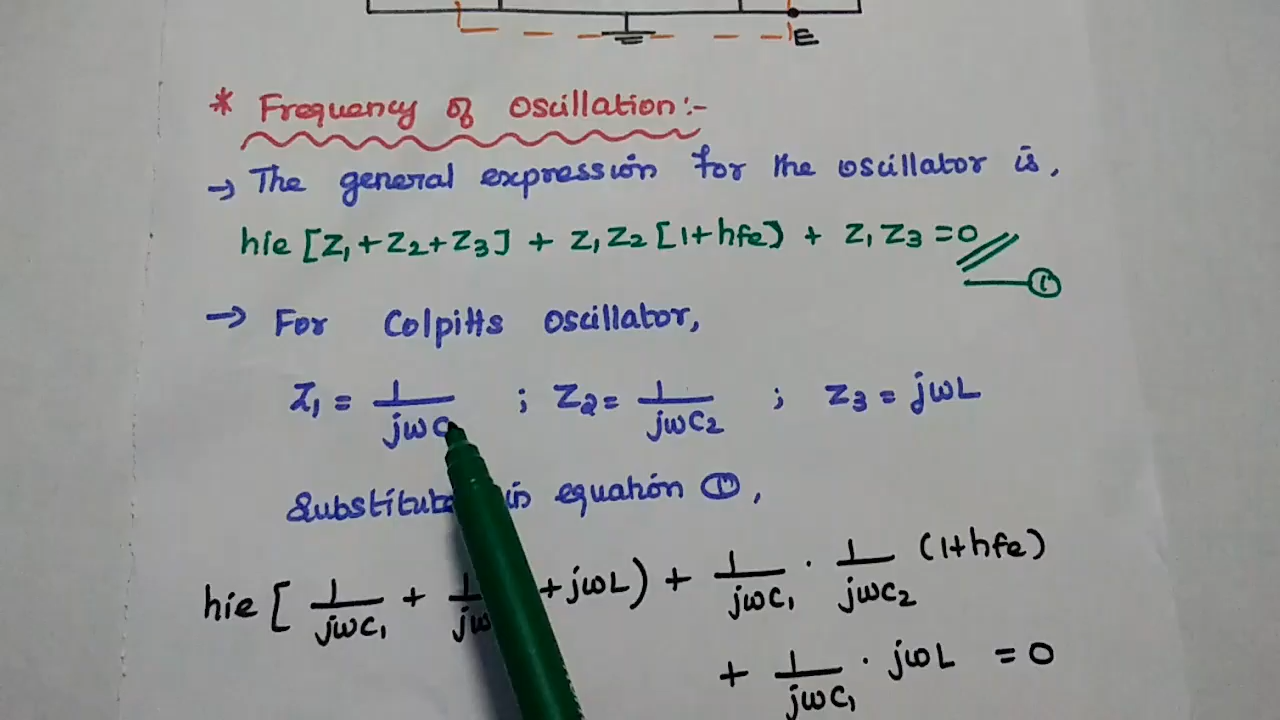 E
* Frequency of Oscillation:-
→ The general expression for the oscillator is,
hie [Z₁+Z₂+Z₃] + Z₁Z₂ [1+hfe) + Z₁Z₃ =0
①
→ For Colpitts oscillator,
Z₁ = 1/jωC ; Z₂= 1/jωC₂ ; Z₃ = jωL
Substitute in equation ①,
hie [ 1/jωC₁ + 1/jω +jωL) + 1/jωC₁ · 1/jωC₂ (1+hfe)
+ 1/jωC₁ · jωL = 0